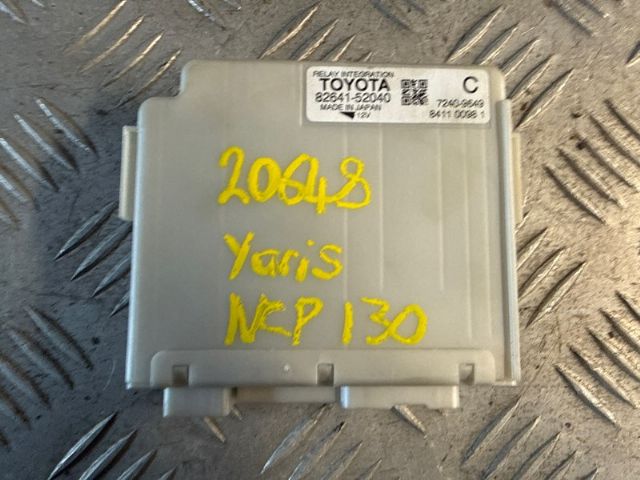 RELAY INTEGRATION
TOYOTA
82641-52040
MADE IN JAPAN
12V
C
7240-9649
8411 0098 1
20648
Yaris
NCP 130